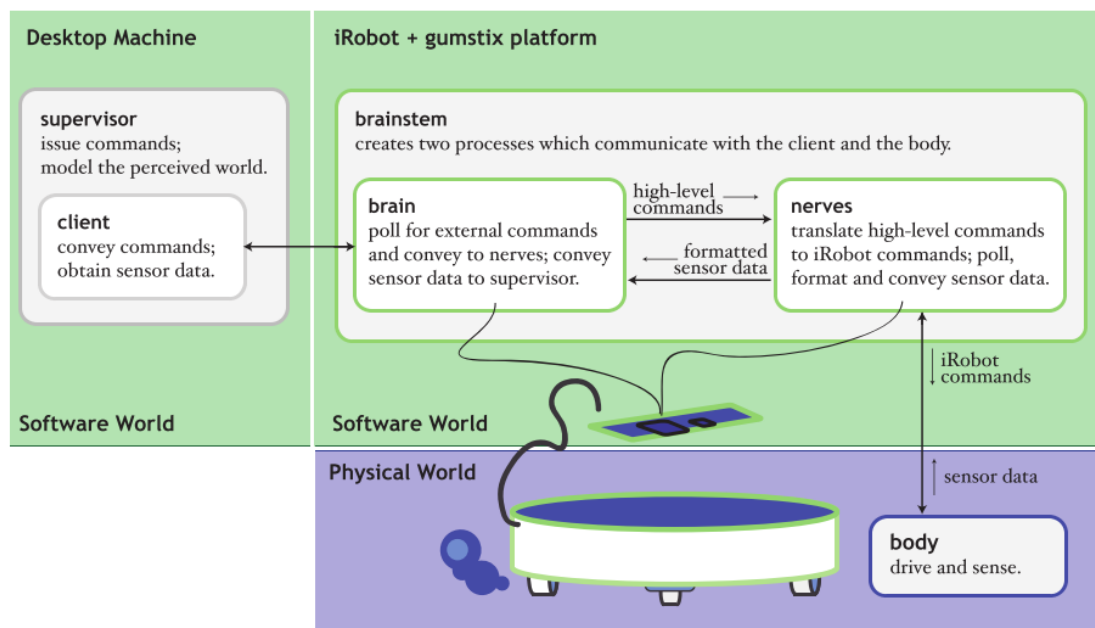 Desktop Machine
supervisor
issue commands;
model the perceived world.
client
convey commands;
obtain sensor data.
Software World
iRobot + gumstix platform
brainstem
creates two processes which communicate with the client and the body.
brain
poll for external commands
and convey to nerves; convey
sensor data to supervisor.
high-level
commands
formatted
sensor data
nerves
translate high-level commands
to iRobot commands; poll,
format and convey sensor data.
iRobot
commands
Software World
Physical World
sensor data
body
drive and sense.